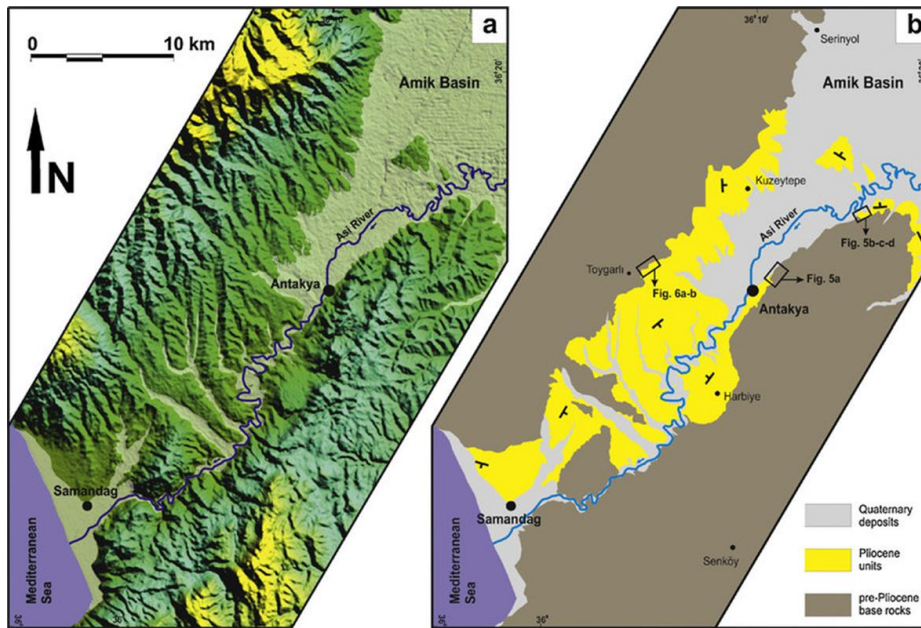 a
0 10 km
N
Amik Basin
36° 20'
Asi River
Antakya
Samandag
Mediterranean
Sea
36°
b
36° 10'
Serinyol
Amik Basin
Kuzeytepe
Asi River
Fig. 5b-c-d
Toygarlı
Fig. 6a-b
Fig. 5a
Antakya
Harbiye
Samandag
Senköy
Mediterranean
Sea
36°
Quaternary
deposits
Pliocene
units
pre-Pliocene
base rocks